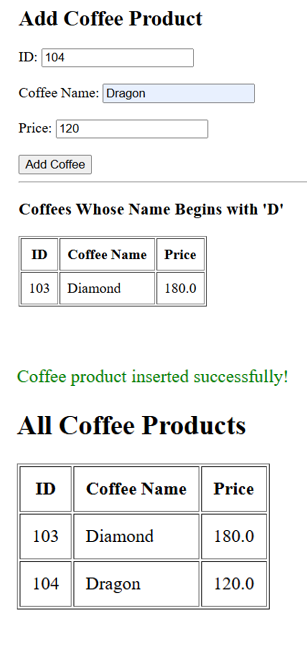 Add Coffee Product
ID: 104
Coffee Name: Dragon
Price: 120
Add Coffee
Coffees Whose Name Begins with 'D'
ID Coffee Name Price
103 Diamond 180.0
Coffee product inserted successfully!
All Coffee Products
ID Coffee Name Price
103 Diamond 180.0
104 Dragon 120.0